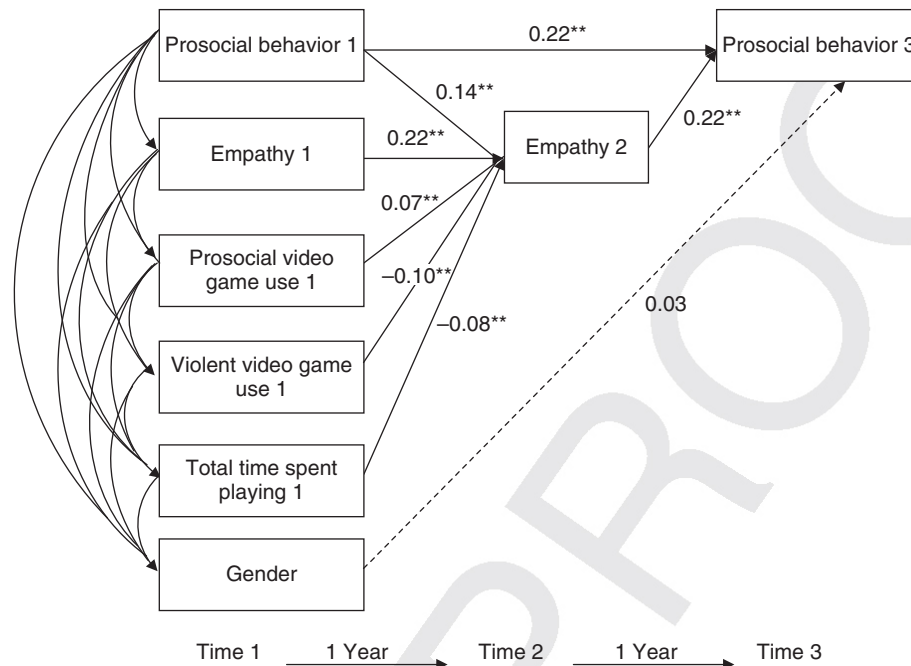 Prosocial behavior 1
0.22**
Prosocial behavior 3
0.14**
0.22**
Empathy 1
0.22**
Empathy 2
0.07**
Prosocial video
game use 1
–0.10**
0.03
–0.08**
Violent video game
use 1
Total time spent
playing 1
Gender
Time 1
1 Year
Time 2
1 Year
Time 3
PROO